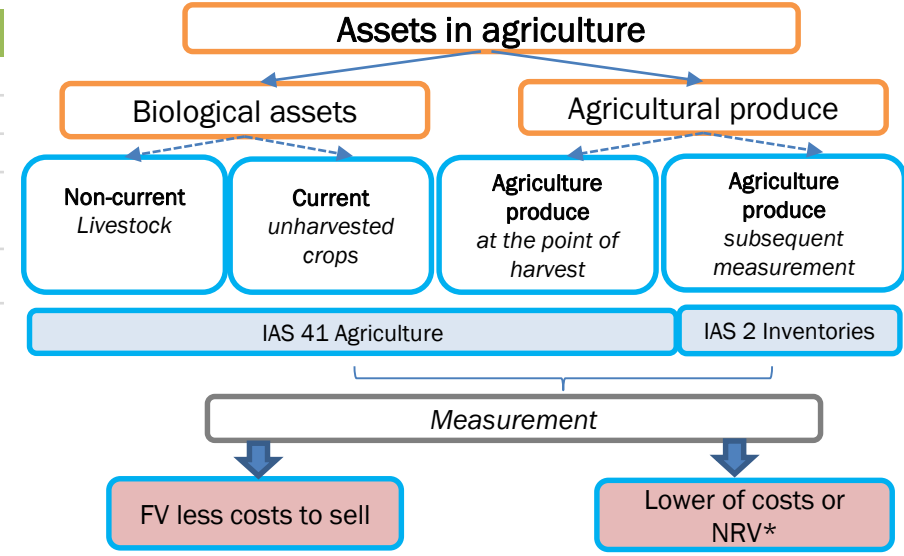 Assets in agriculture
Biological assets
Agricultural produce
Non-current
Livestock
Current
unharvested
crops
Agriculture
produce
at the point of
harvest
Agriculture
produce
subsequent
measurement
IAS 41 Agriculture
IAS 2 Inventories
Measurement
FV less costs to sell
Lower of costs or
NRV*